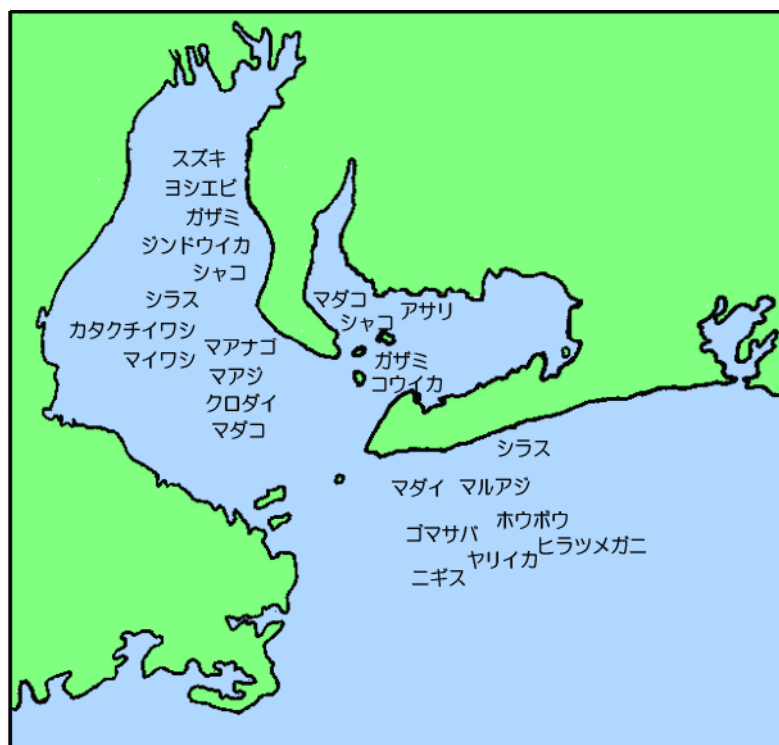 スズキ
ヨシエビ
ガザミ
ジンドウイカ
シャコ
シラス
カタクチイワシ
マアナゴ
マイワシ
マアジ
クロダイ
マダコ
マダコ
アサリ
シャコ
ガザミ
コウイカ
シラス
マダイ
マルアジ
ホウボウ
ゴマサバ
ヒラツメガニ
ヤリイカ
ニギス